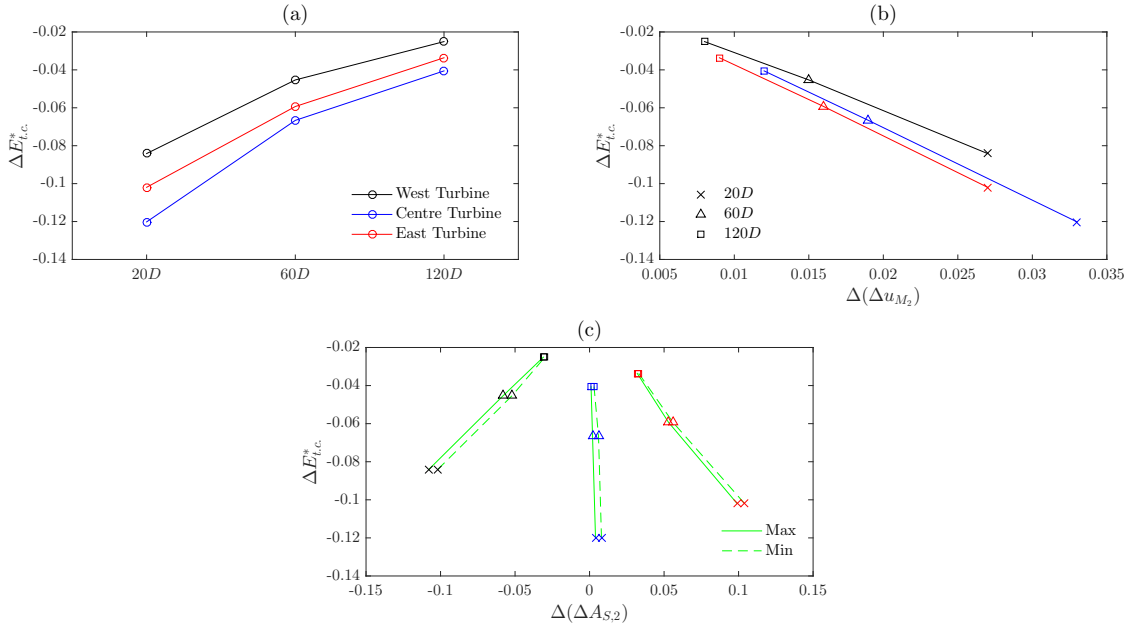 (a)
-0.02
-0.04
-0.06
-0.08
-0.1
-0.12
-0.14
ΔE*t.c.
20D
60D
120D
West Turbine
Centre Turbine
East Turbine
(b)
-0.02
-0.04
-0.06
-0.08
-0.1
-0.12
-0.14
ΔE*t.c.
0.005
0.01
0.015
0.02
0.025
0.03
0.035
Δ(ΔuM2)
20D
60D
120D
(c)
-0.02
-0.04
-0.06
-0.08
-0.1
-0.12
-0.14
ΔE*t.c.
-0.15
-0.1
-0.05
0
0.05
0.1
0.15
Δ(ΔAS,2)
Max
Min